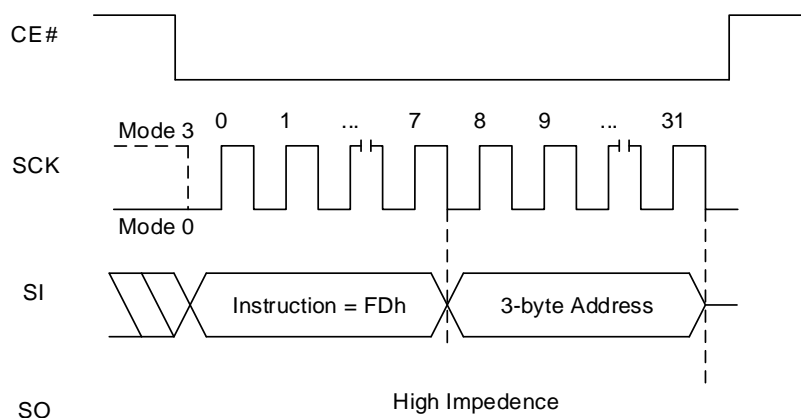 CE#
0 1 ... 7 8 9 ... 31
Mode 3
SCK
Mode 0
SI
Instruction = FDh
3-byte Address
High Impedence
SO